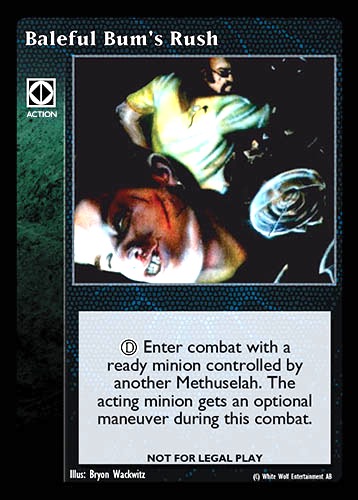 Baleful Bum's Rush
ACTION
Ⓓ Enter combat with a
ready minion controlled by
another Methuselah. The
acting minion gets an optional
maneuver during this combat.
NOT FOR LEGAL PLAY
Illus: Bryon Wackwitz
(C) White Wolf Entertainment AB